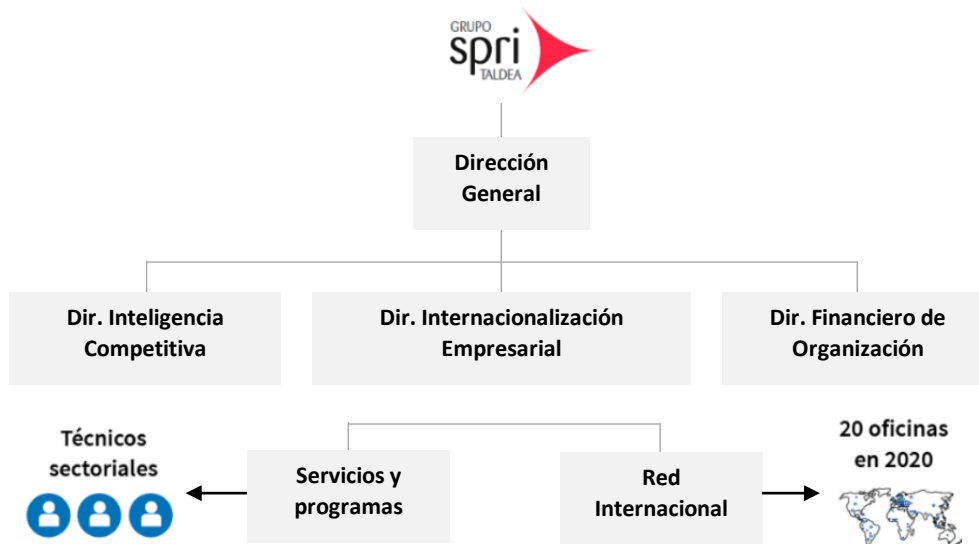 GRUPO
spri
TALDEA
Dirección
General
Dir. Inteligencia
Competitiva
Dir. Internacionalización
Empresarial
Dir. Financiero de
Organización
Técnicos
sectoriales
Servicios y
programas
Red
Internacional
20 oficinas
en 2020